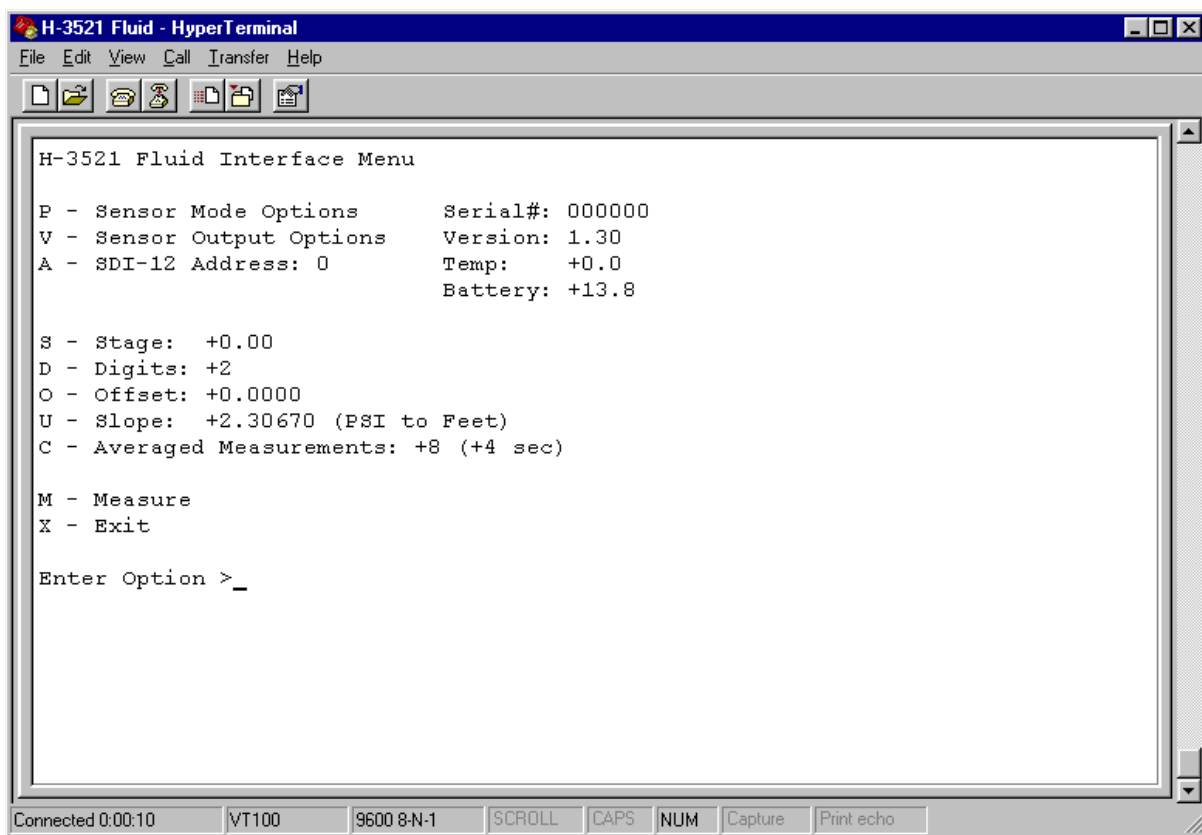 H-3521 Fluid - HyperTerminal
File Edit View Call Transfer Help
H-3521 Fluid Interface Menu
P - Sensor Mode Options Serial#: 000000
V - Sensor Output Options Version: 1.30
A - SDI-12 Address: 0 Temp: +0.0
Battery: +13.8
S - Stage: +0.00
D - Digits: +2
O - Offset: +0.0000
U - Slope: +2.30670 (PSI to Feet)
C - Averaged Measurements: +8 (+4 sec)
M - Measure
X - Exit
Enter Option >_
Connected 0:00:10 VT100 9600 8-N-1 SCROLL CAPS NUM Capture Print echo